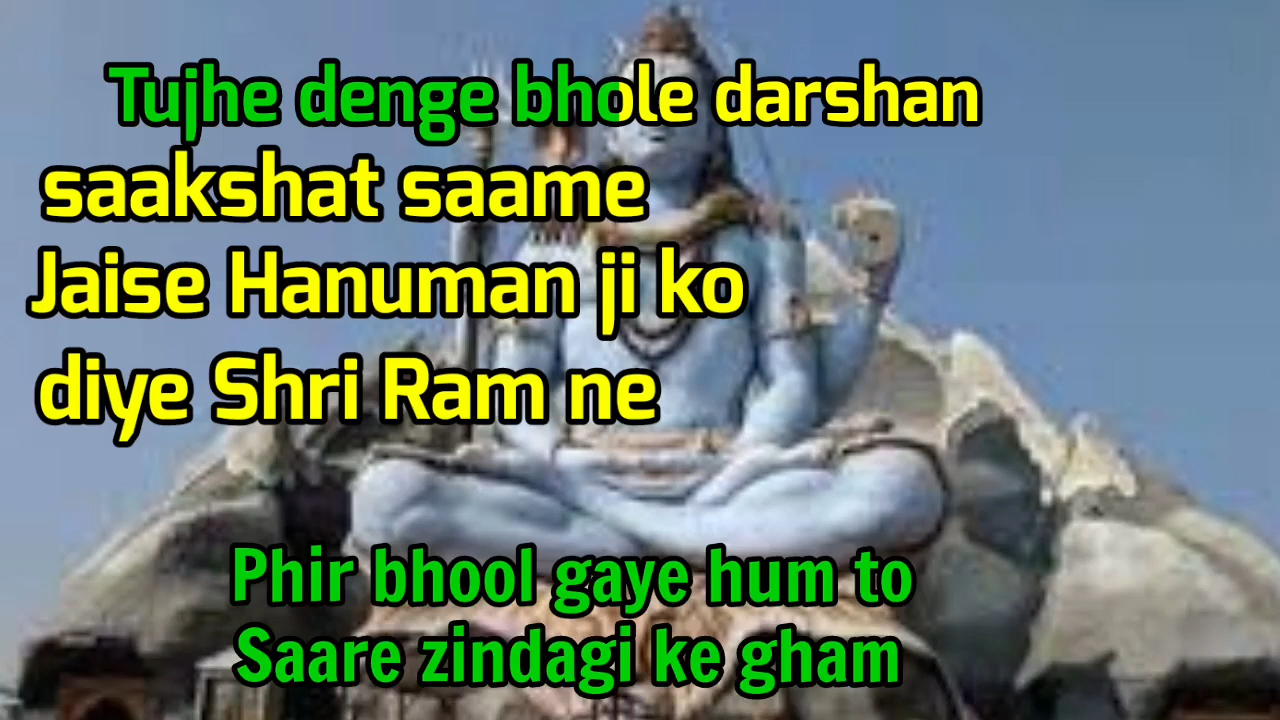 Tujhe denge bhole darshan
saakshat saame
Jaise Hanuman ji ko
diye Shri Ram ne
Phir bhool gaye hum to
Saare zindagi ke gham